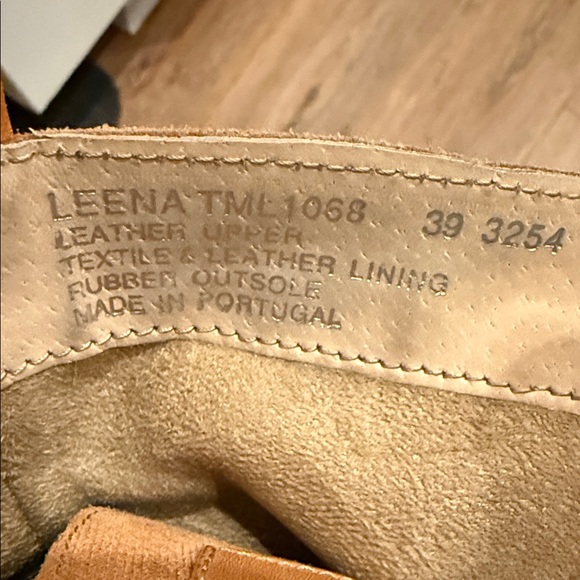 LEENA TML1068 39 3254
LEATHER UPPER
TEXTILE & LEATHER LINING
RUBBER OUTSOLE
MADE IN PORTUGAL